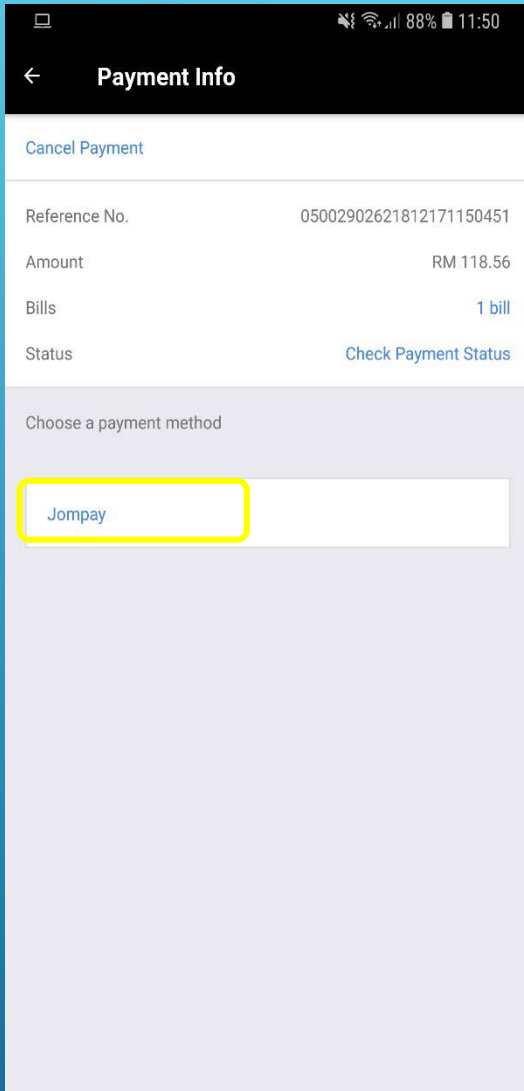 88% 11:50
Payment Info
Cancel Payment
Reference No. 05002902621812171150451
Amount RM 118.56
Bills 1 bill
Status Check Payment Status
Choose a payment method
Jompay